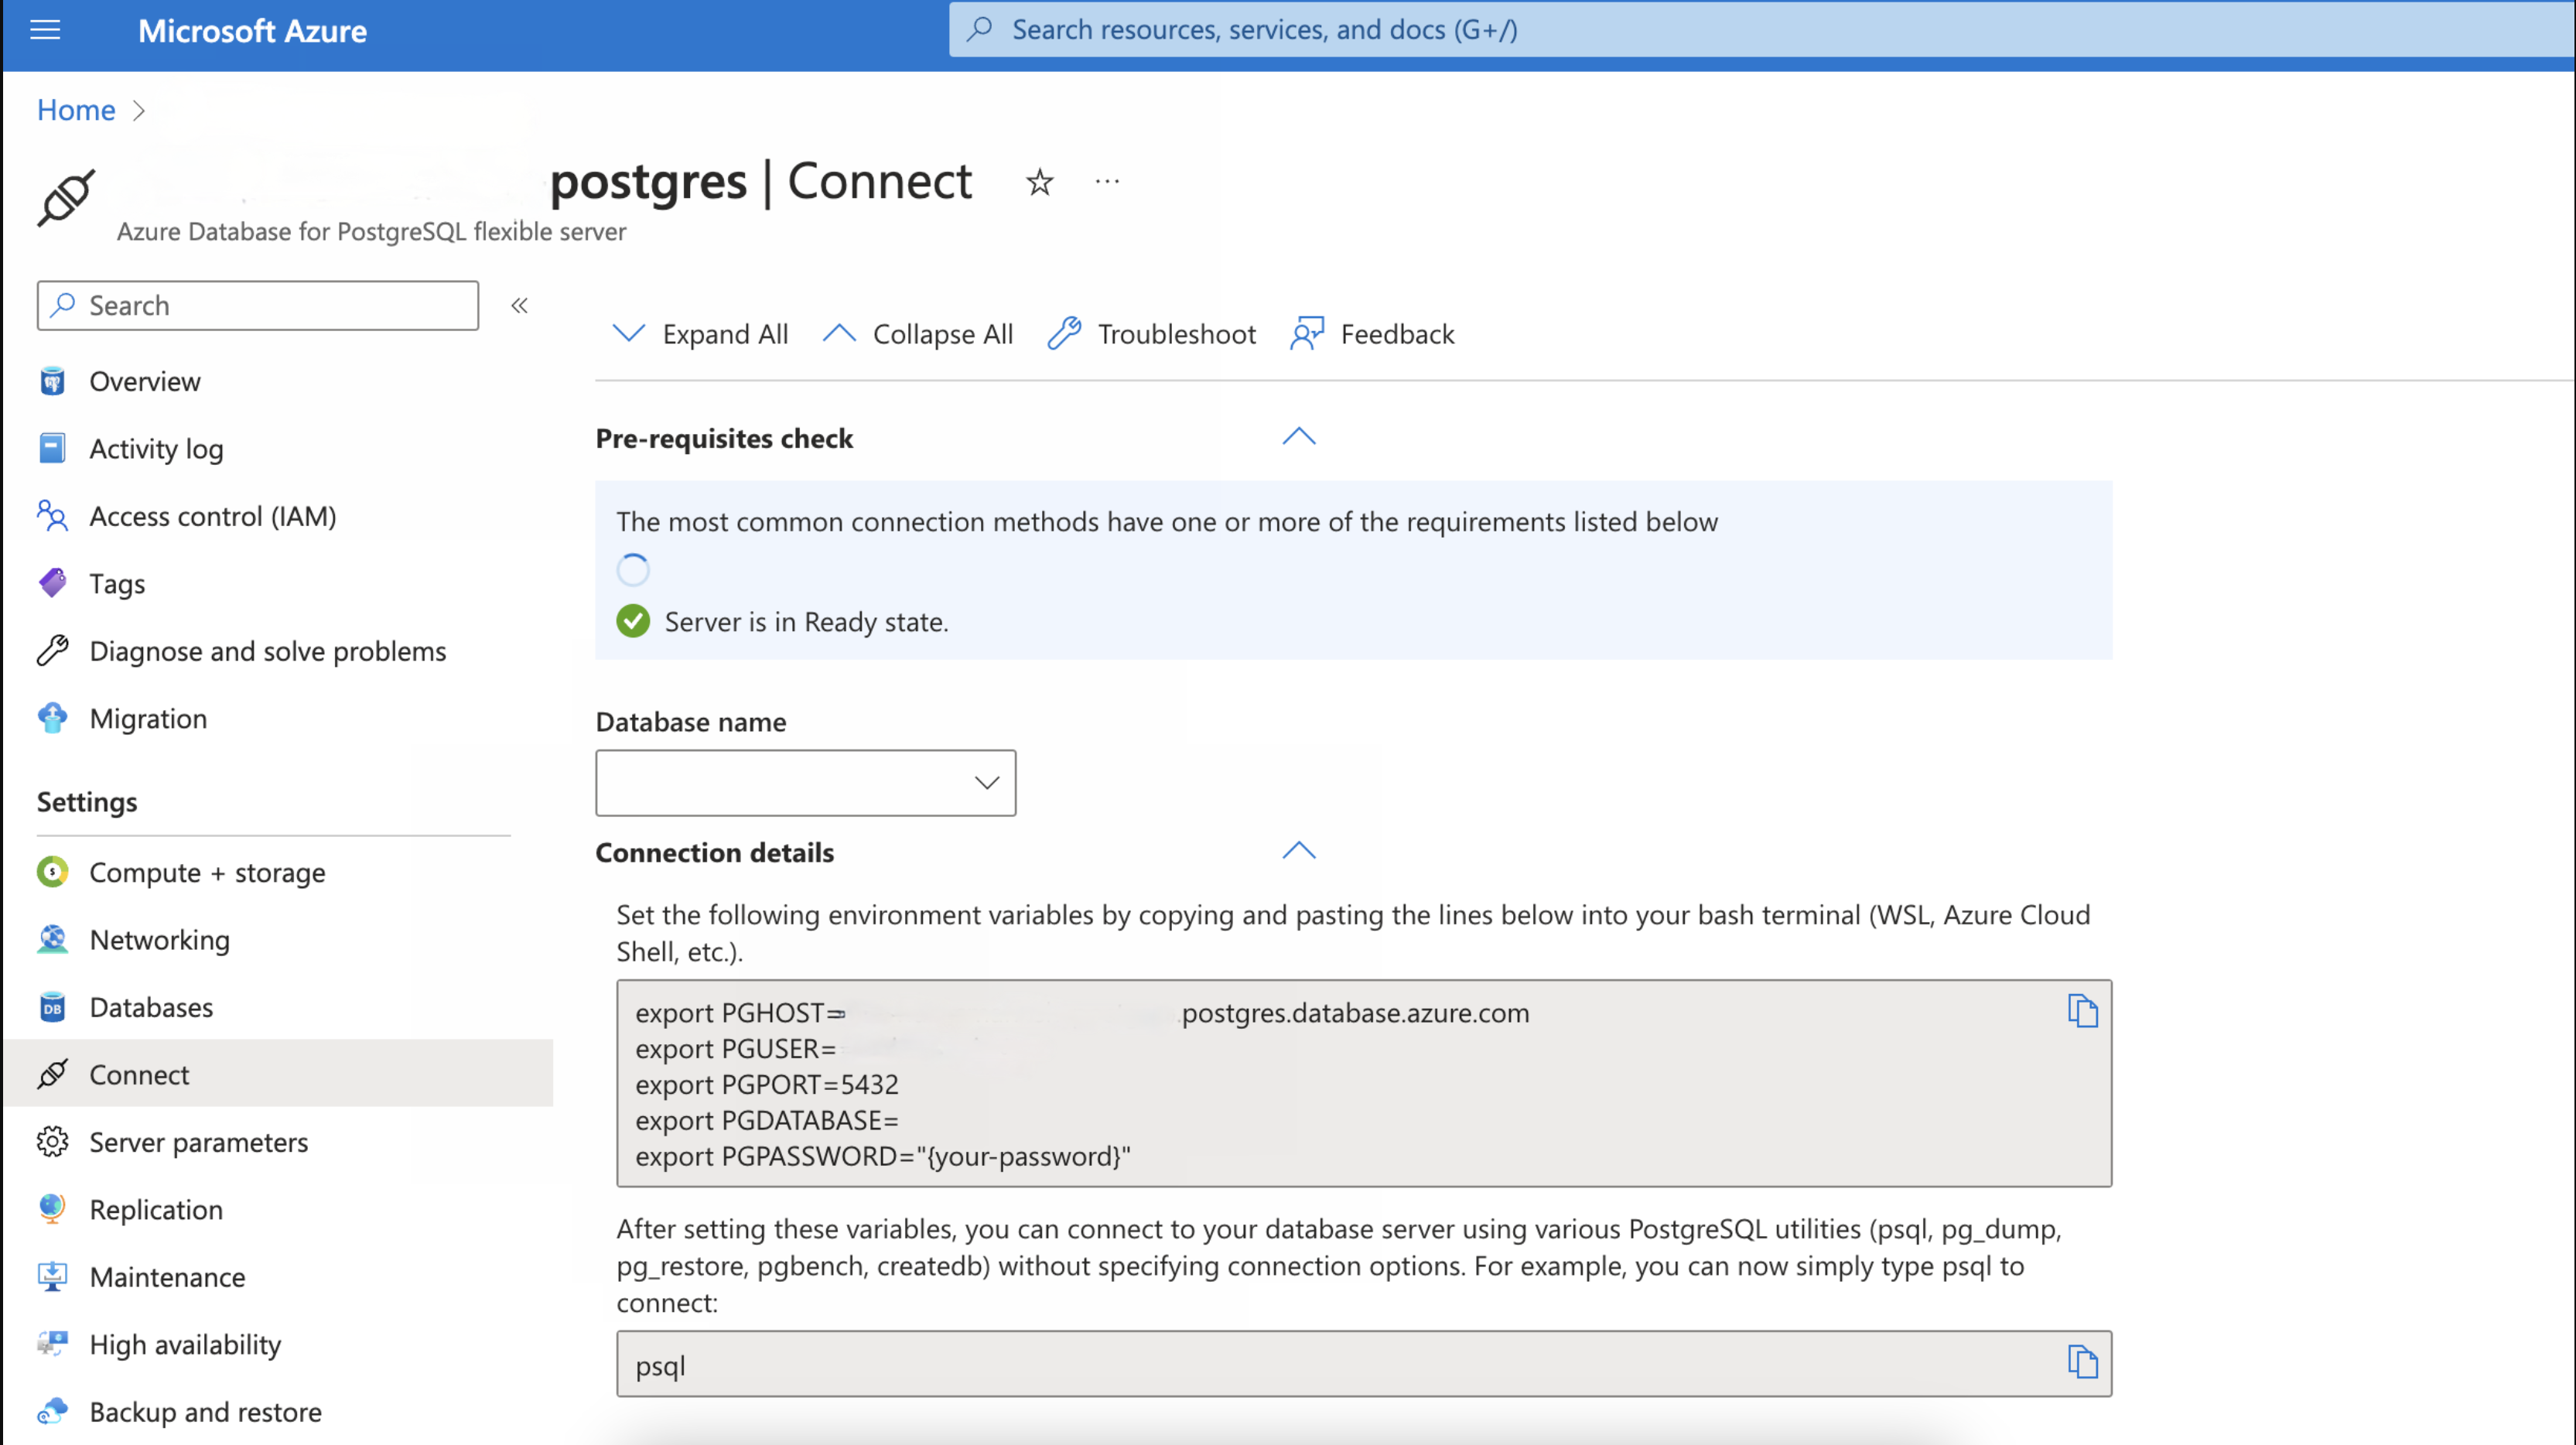 Microsoft Azure
Search resources, services, and docs (G+/)
Home
postgres | Connect
Azure Database for PostgreSQL flexible server
Search
Overview
Activity log
Access control (IAM)
Tags
Diagnose and solve problems
Migration
Settings
Compute + storage
Networking
Databases
Connect
Server parameters
Replication
Maintenance
High availability
Backup and restore
Expand All
Collapse All
Troubleshoot
Feedback
Pre-requisites check
The most common connection methods have one or more of the requirements listed below
Server is in Ready state.
Database name
Connection details
Set the following environment variables by copying and pasting the lines below into your bash terminal (WSL, Azure Cloud
Shell, etc.).
export PGHOST= .postgres.database.azure.com
export PGUSER=
export PGPORT=5432
export PGDATABASE=
export PGPASSWORD="{your-password}"
After setting these variables, you can connect to your database server using various PostgreSQL utilities (psql, pg_dump,
pg_restore, pgbench, createdb) without specifying connection options. For example, you can now simply type psql to
connect:
psql